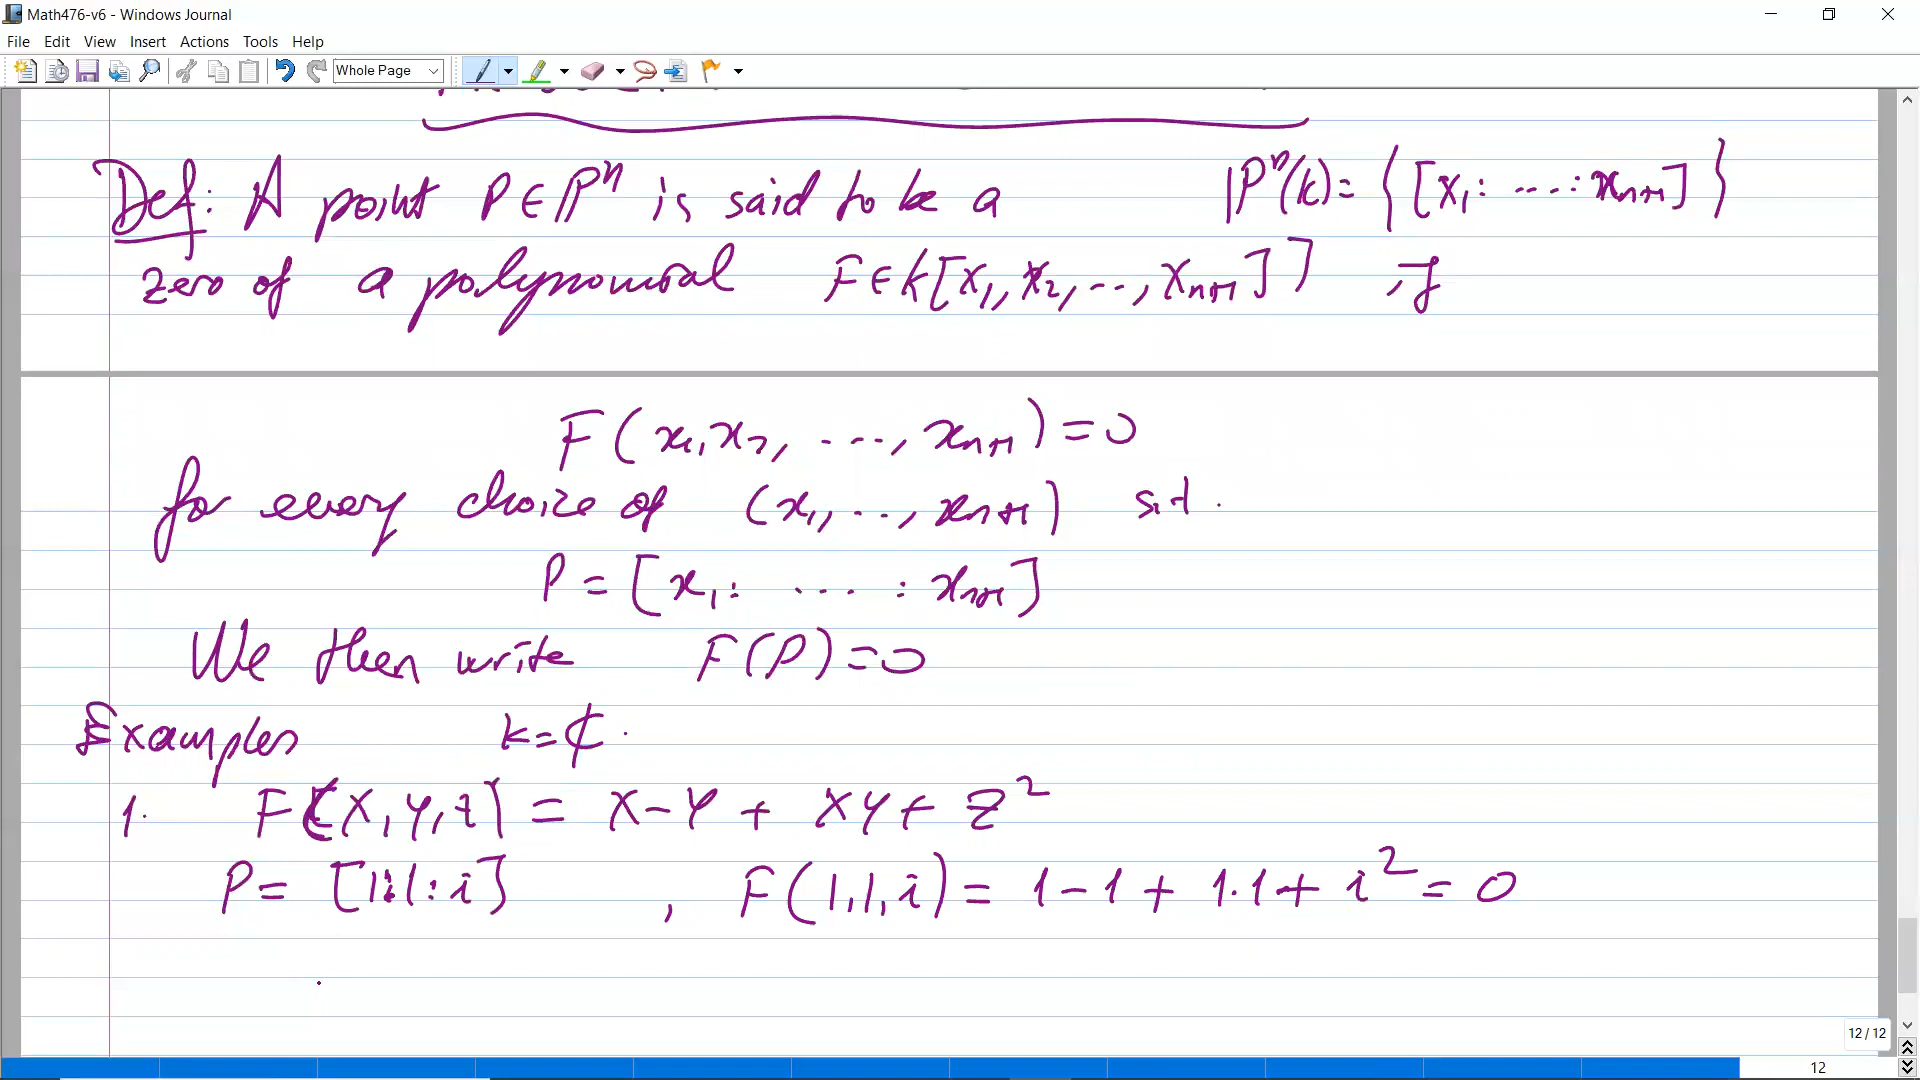 Math476-v6 - Windows Journal
File Edit View Insert Actions Tools Help
Whole Page
Def: A point P ∈ ℙⁿ is said to be a ℙⁿ(k) = { [x₁: ....: xₙ₊₁] }
zero of a polynomial F ∈ k[X₁, X₂, .., Xₙ₊₁] if
F(x₁, x₂, ...., xₙ₊₁) = 0
for every choice of (x₁, .., xₙ₊₁) s.t.
P = [x₁: .... : xₙ₊₁]
We then write F(P) = 0
Examples k = ℂ.
1. F(X, Y, Z) = X - Y + XY + Z²
P = [1:1:i] , F(1,1,i) = 1 - 1 + 1.1 + i² = 0
12 / 12
12